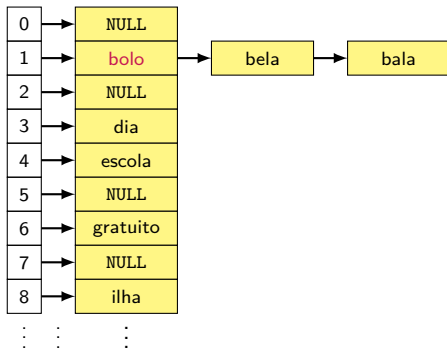 0 NULL
1 bolo bela bala
2 NULL
3 dia
4 escola
5 NULL
6 gratuito
7 NULL
8 ilha